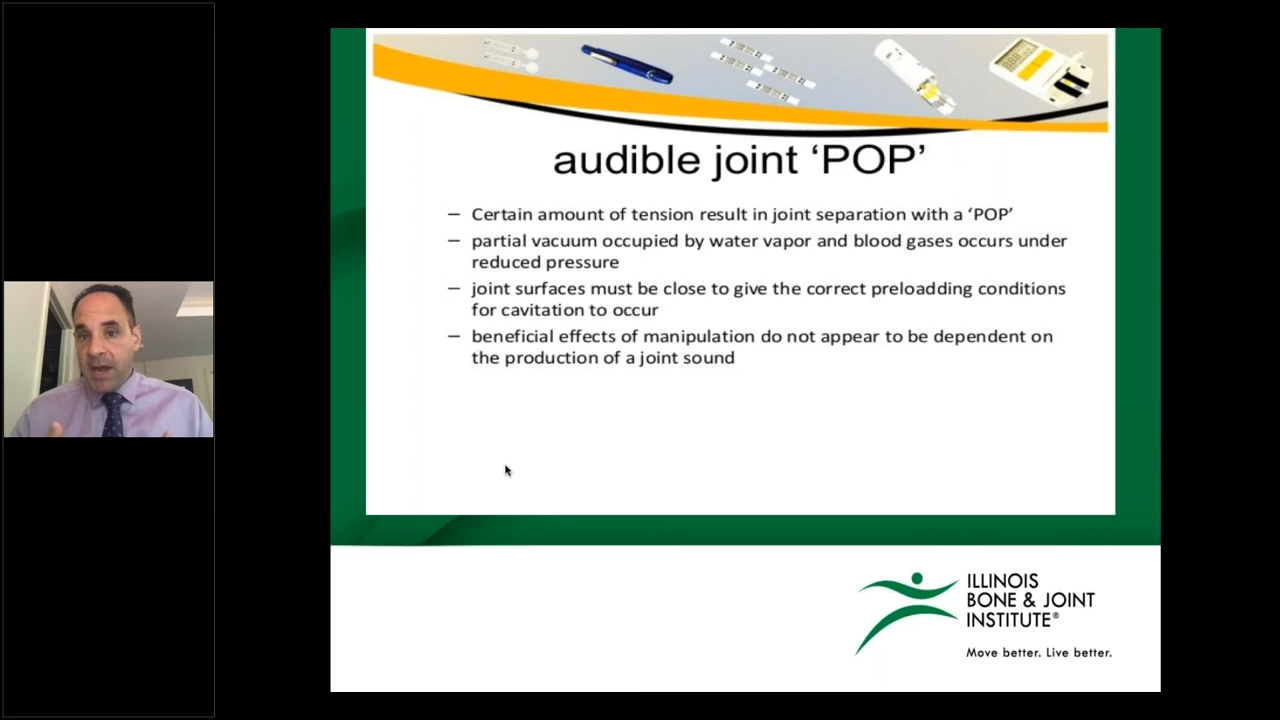 audible joint ‘POP’
– Certain amount of tension result in joint separation with a ‘POP’
– partial vacuum occupied by water vapor and blood gases occurs under
reduced pressure
– joint surfaces must be close to give the correct preloadding conditions
for cavitation to occur
– beneficial effects of manipulation do not appear to be dependent on
the production of a joint sound
ILLINOIS
BONE & JOINT
INSTITUTE®
Move better. Live better.